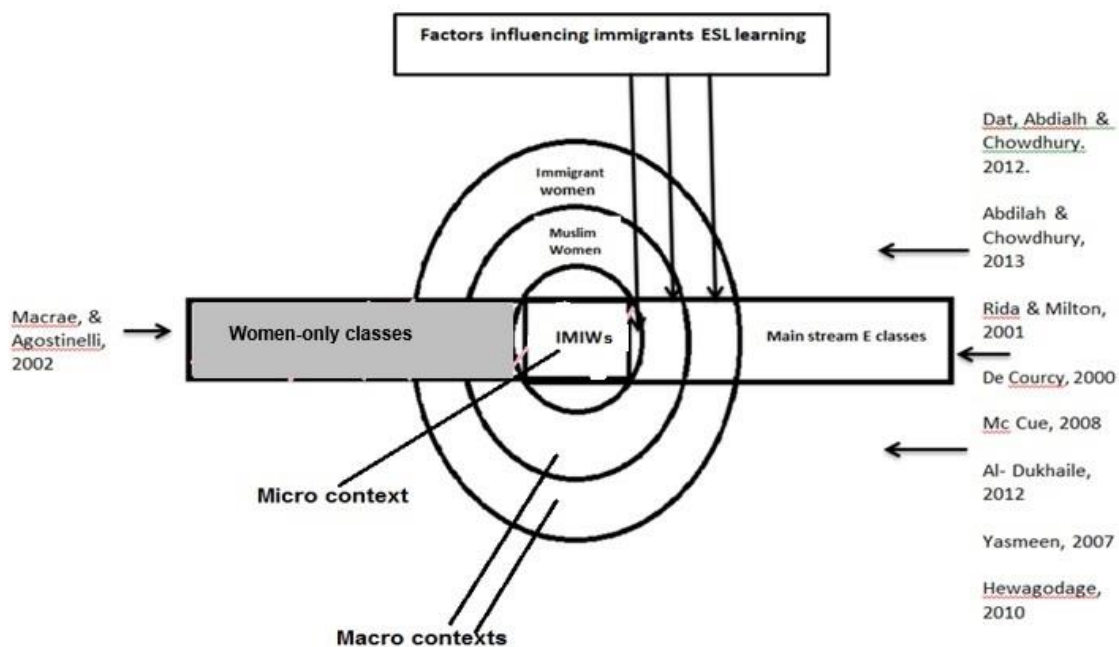 Factors influencing immigrants ESL learning
Immigrant
women
Muslim
Women
Macrae, &
Agostinelli,
2002
Women-only classes
IMIWs
Main stream E classes
Dat, Abdialh &
Chowdhury.
2012.
Abdilah &
Chowdhury,
2013
Rida & Milton,
2001
De Courcy, 2000
Mc Cue, 2008
Al- Dukhaile,
2012
Yasmeen, 2007
Hewagodage,
2010
Micro context
Macro contexts